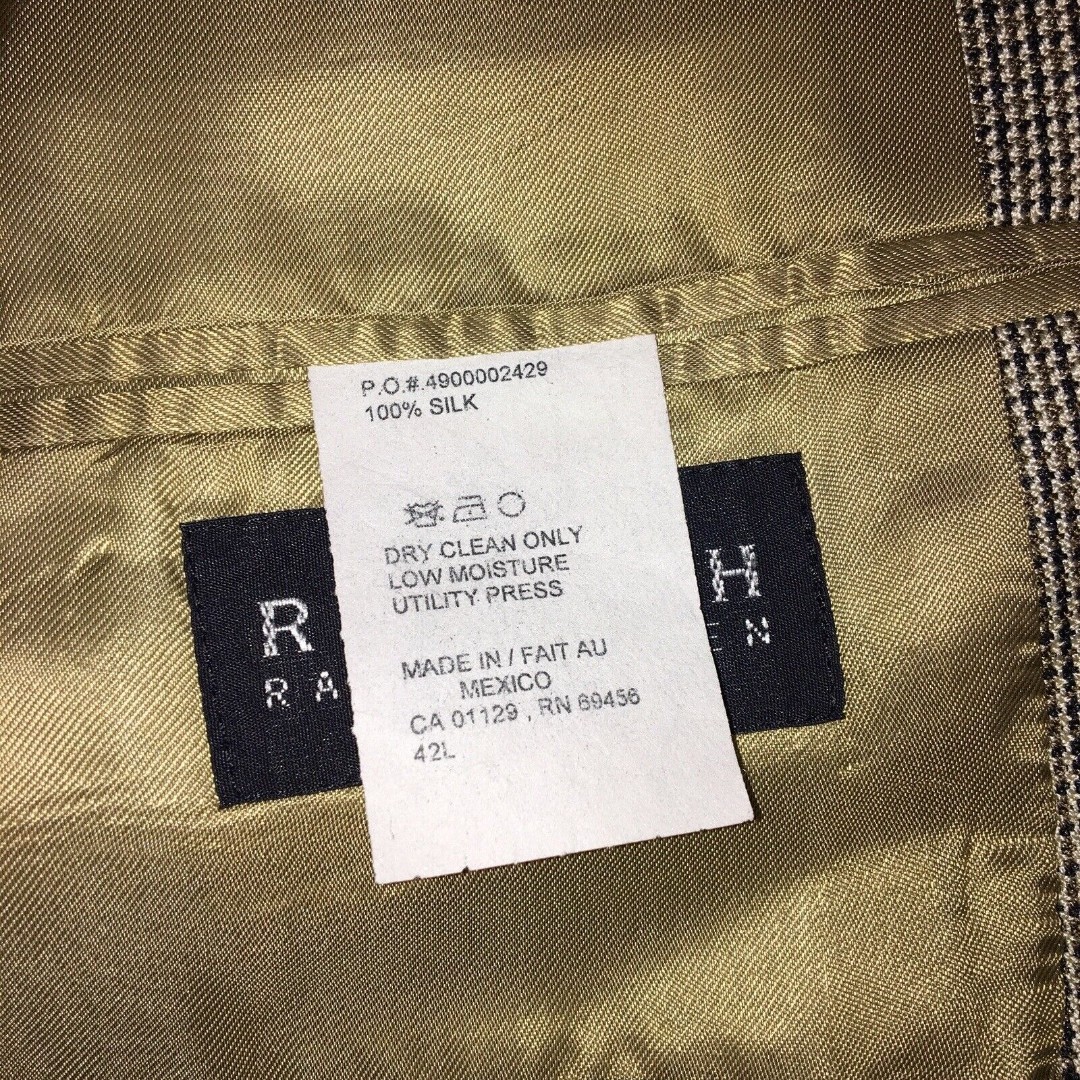 P.O.#.4900002429
100% SILK
DRY CLEAN ONLY
LOW MOISTURE
UTILITY PRESS
MADE IN / FAIT AU
MEXICO
CA 01129 , RN 69456
42L